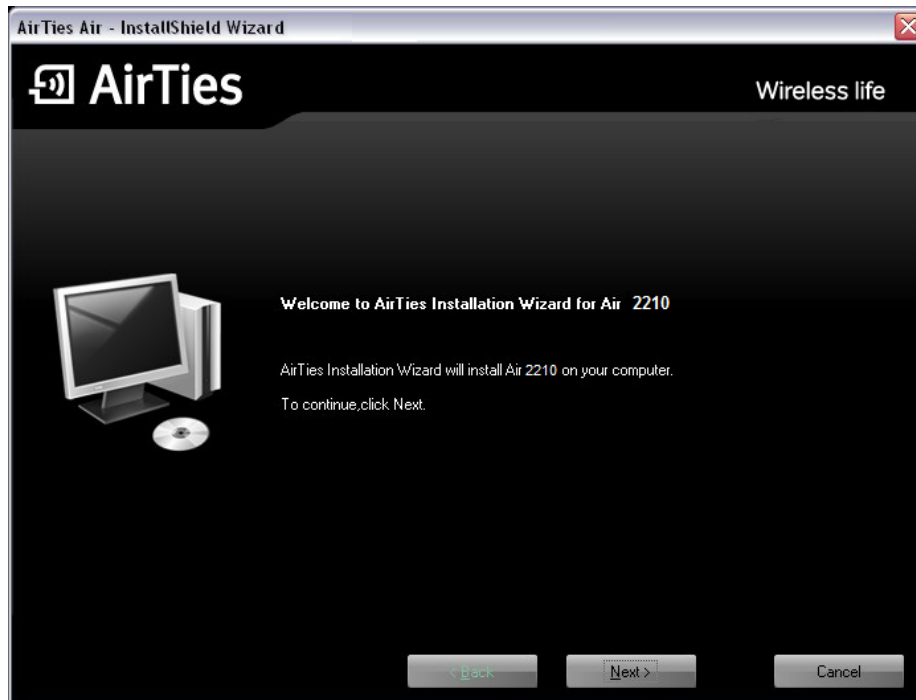 AirTies Air - InstallShield Wizard
AirTies
Wireless life
Welcome to AirTies Installation Wizard for Air 2210
AirTies Installation Wizard will install Air 2210 on your computer.
To continue,click Next.
< Back
Next >
Cancel